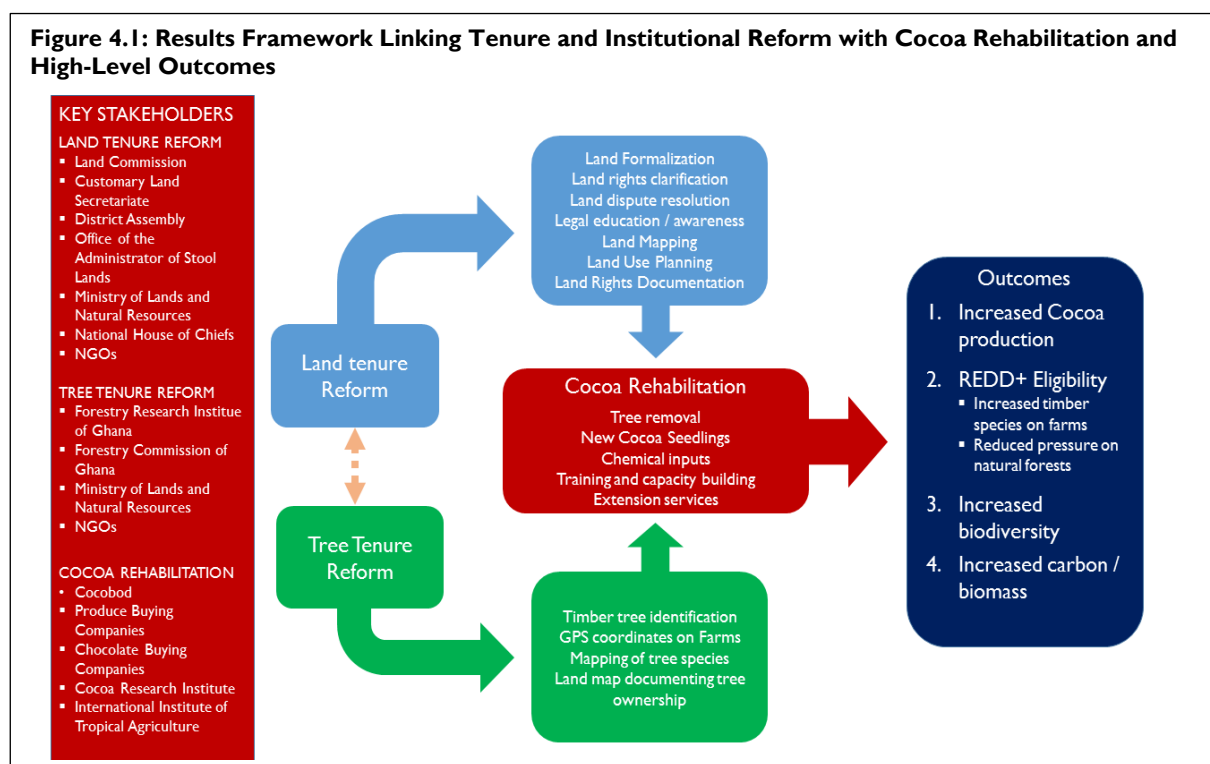 Figure 4.1: Results Framework Linking Tenure and Institutional Reform with Cocoa Rehabilitation and
High-Level Outcomes
KEY STAKEHOLDERS
LAND TENURE REFORM
▪ Land Commission
▪ Customary Land
Secretariate
▪ District Assembly
▪ Office of the
Administrator of Stool
Lands
▪ Ministry of Lands and
Natural Resources
▪ National House of Chiefs
▪ NGOs
TREE TENURE REFORM
▪ Forestry Research Institue
of Ghana
▪ Forestry Commission of
Ghana
▪ Ministry of Lands and
Natural Resources
▪ NGOs
COCOA REHABILITATION
• Cocobod
▪ Produce Buying
Companies
▪ Chocolate Buying
Companies
▪ Cocoa Research Institute
▪ International Institute of
Tropical Agriculture
Land tenure
Reform
Tree Tenure
Reform
Land Formalization
Land rights clarification
Land dispute resolution
Legal education / awareness
Land Mapping
Land Use Planning
Land Rights Documentation
Cocoa Rehabilitation
Tree removal
New Cocoa Seedlings
Chemical inputs
Training and capacity building
Extension services
Timber tree identification
GPS coordinates on Farms
Mapping of tree species
Land map documenting tree
ownership
Outcomes
1. Increased Cocoa
production
2. REDD+ Eligibility
▪ Increased timber
species on farms
▪ Reduced pressure on
natural forests
3. Increased
biodiversity
4. Increased carbon /
biomass